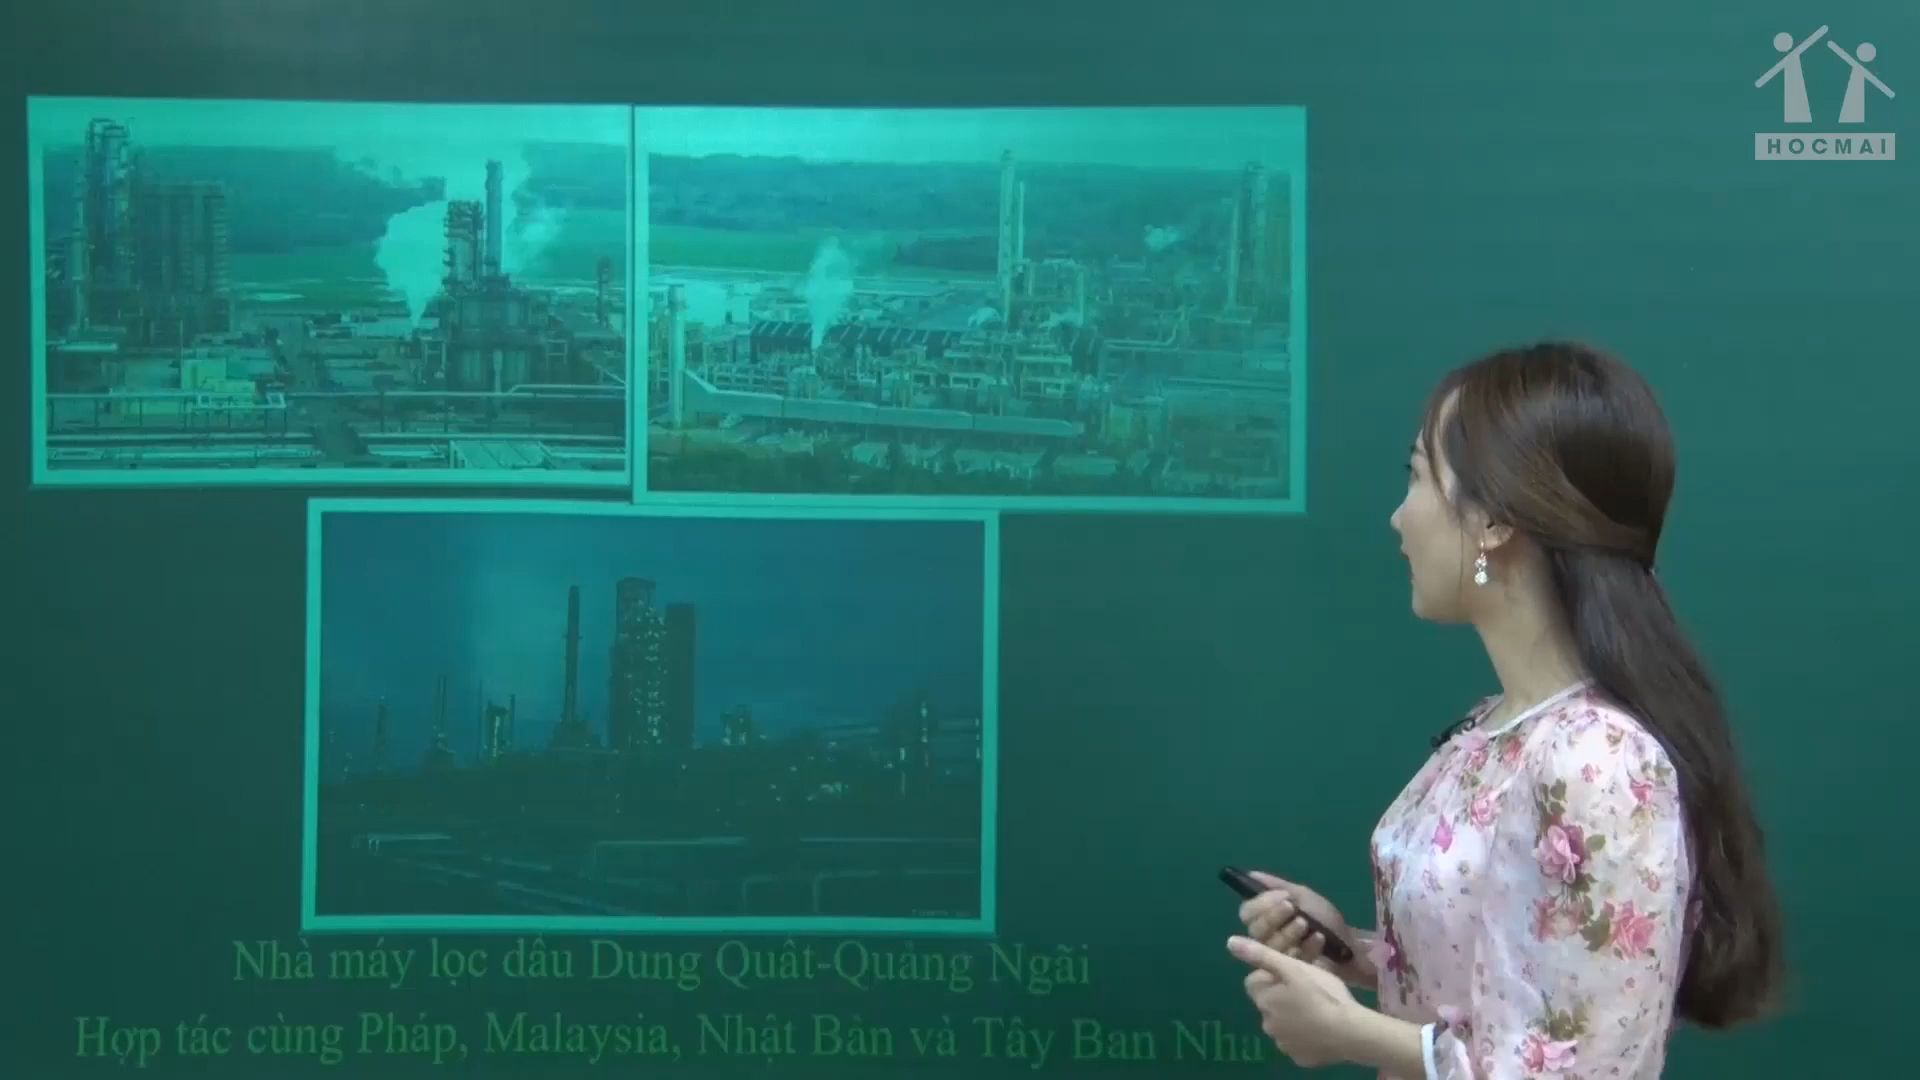 HOCMAI
Nhà máy lọc dầu Dung Quất-Quảng Ngãi
Hợp tác cùng Pháp, Malaysia, Nhật Bản và Tây Ban Nha